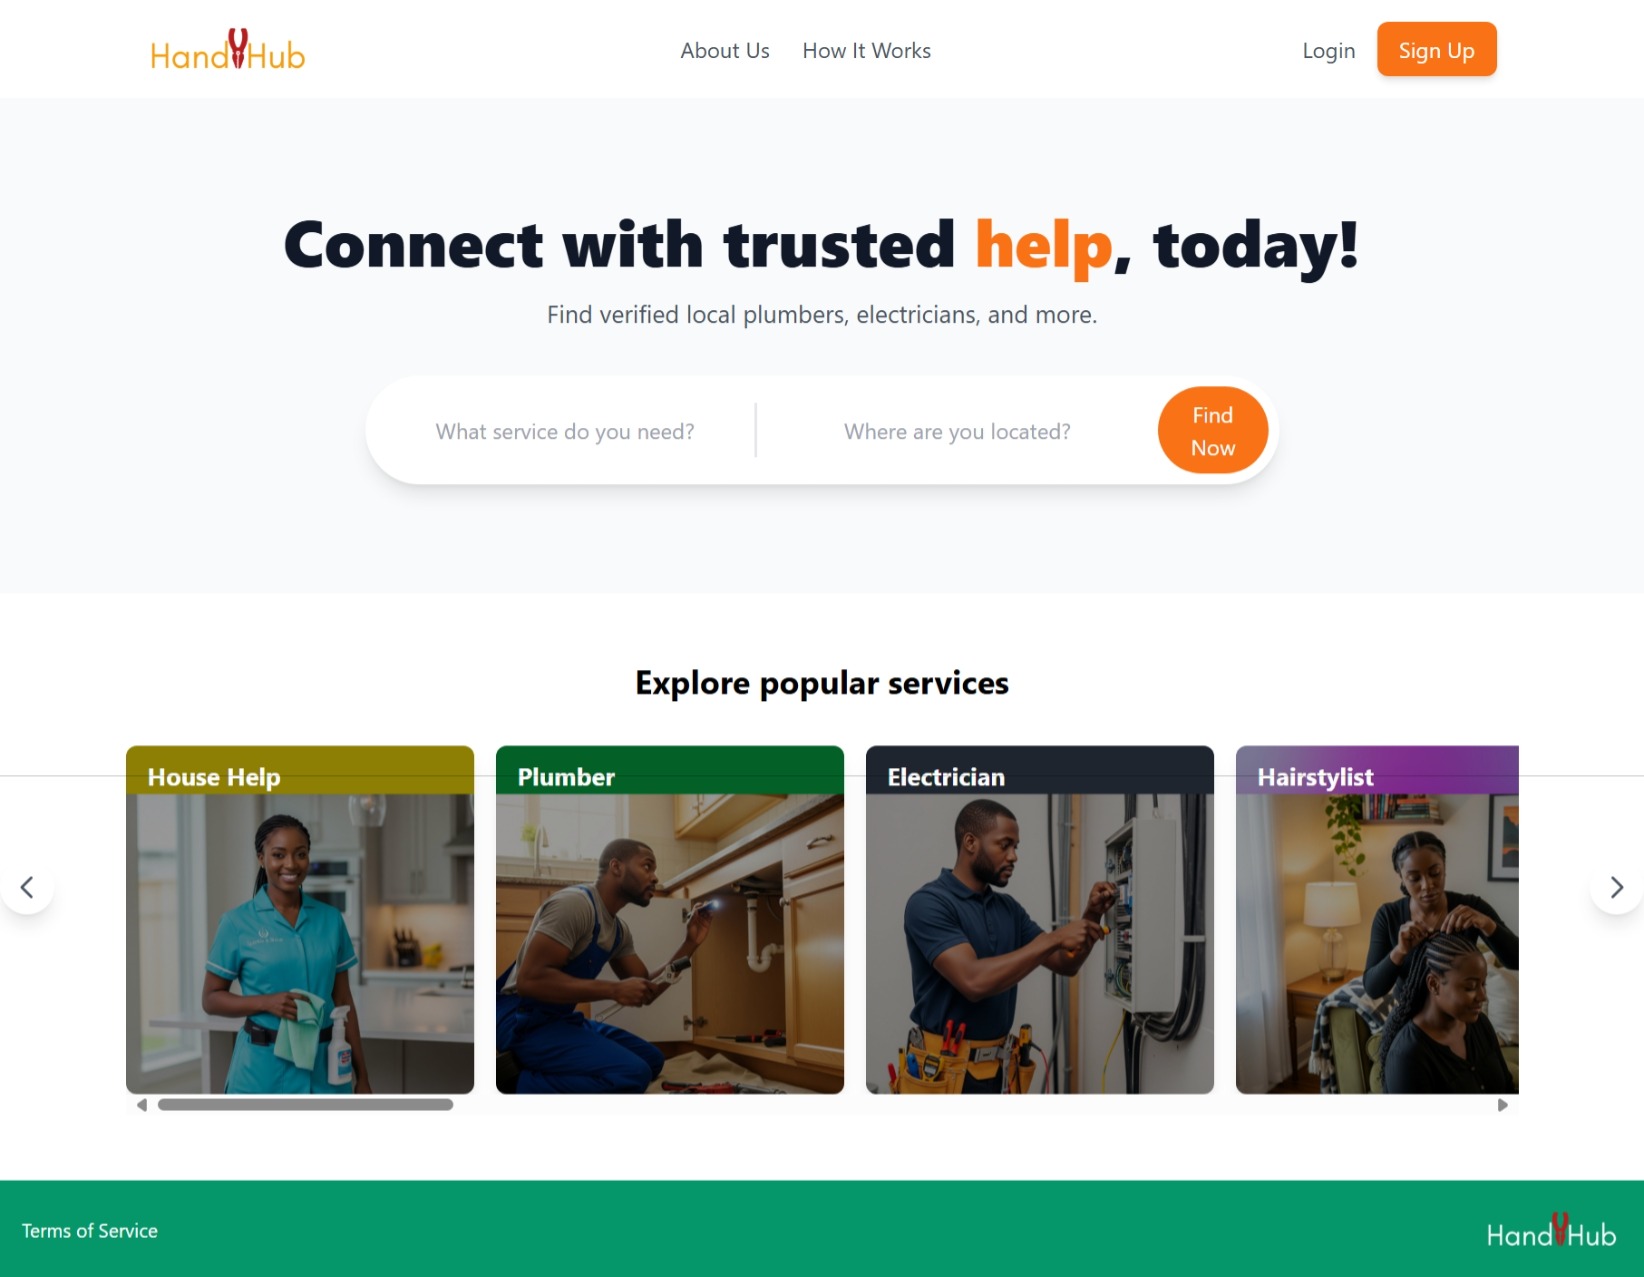 HandyHub
About Us
How It Works
Login
Sign Up
Connect with trusted help, today!
Find verified local plumbers, electricians, and more.
What service do you need?
Where are you located?
Find
Now
Explore popular services
House Help
Plumber
Electrician
Hairstylist
Terms of Service
HandyHub